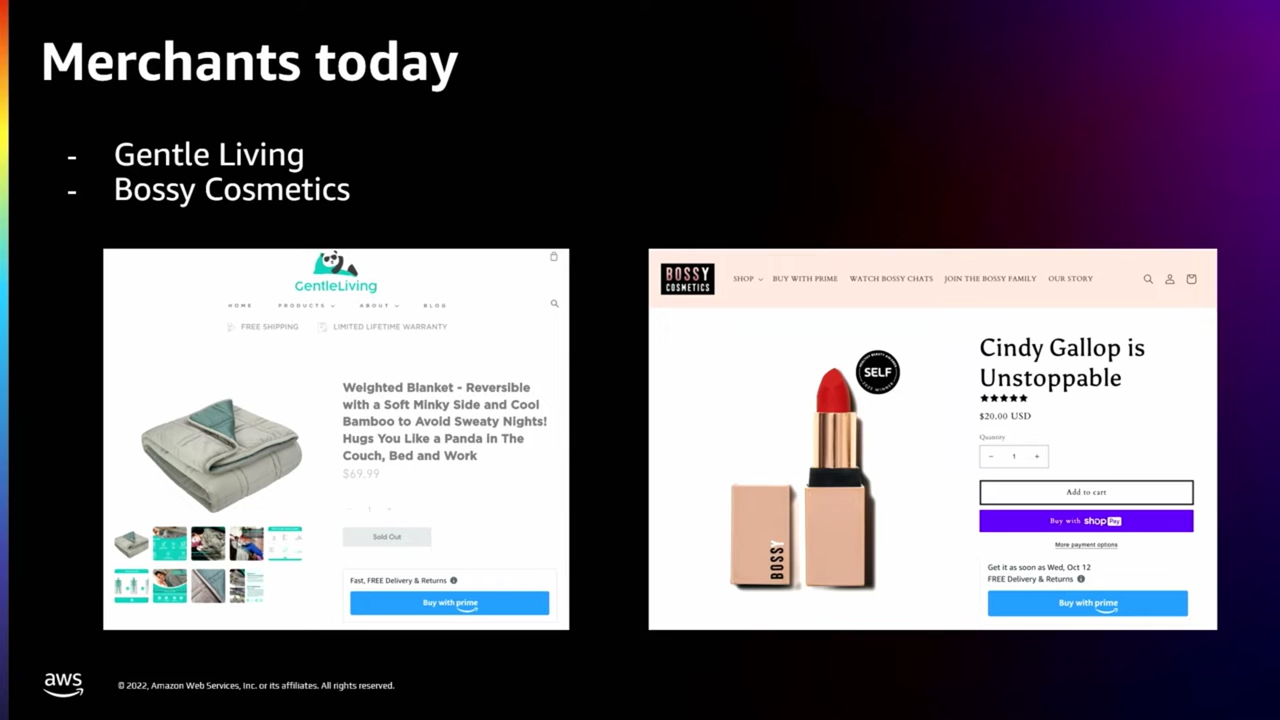 Merchants today
- Gentle Living
- Bossy Cosmetics
GentleLiving
HOME PRODUCTS ABOUT BLOG
FREE SHIPPING LIMITED LIFETIME WARRANTY
Weighted Blanket - Reversible
with a Soft Minky Side and Cool
Bamboo to Avoid Sweaty Nights!
Hugs You Like a Panda in The
Couch, Bed and Work
$69.99
- 1 +
Sold Out
Fast, FREE Delivery & Returns
Buy with prime
BOSSY
COSMETICS
SHOP BUY WITH PRIME WATCH BOSSY CHATS JOIN THE BOSSY FAMILY OUR STORY
SELF
BOSSY
Cindy Gallop is
Unstoppable
$20.00 USD
Quantity
- 1 +
Add to cart
Buy with shop Pay
More payment options
Get it as soon as Wed, Oct 12
FREE Delivery & Returns
Buy with prime
aws
© 2022, Amazon Web Services, Inc. or its affiliates. All rights reserved.